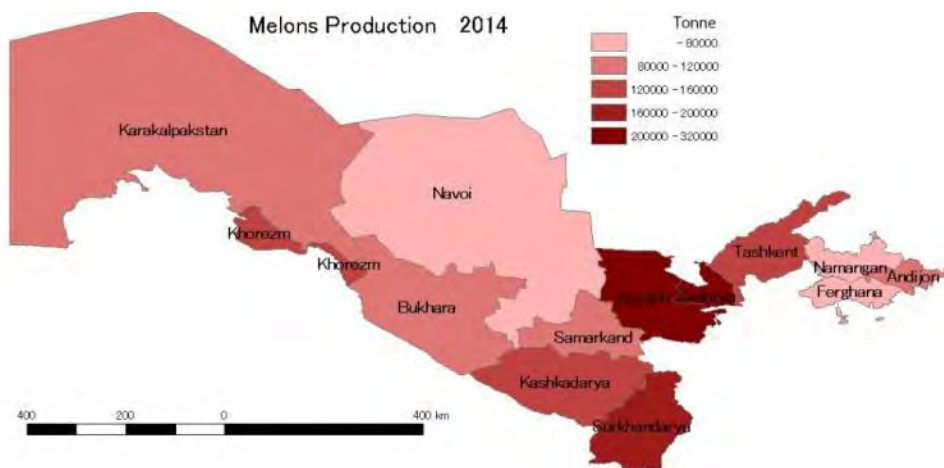 Melons Production 2014
Tonne
-80000
80000-120000
120000-160000
160000-200000
200000-320000
Karakalpakstan
Navoi
Khorezm
Khorezm
Tashkent
Namangan
Andijon
Ferghana
Bukhara
Samarkand
Kashkadarya
Surkhandarya
400 200 0 400 km